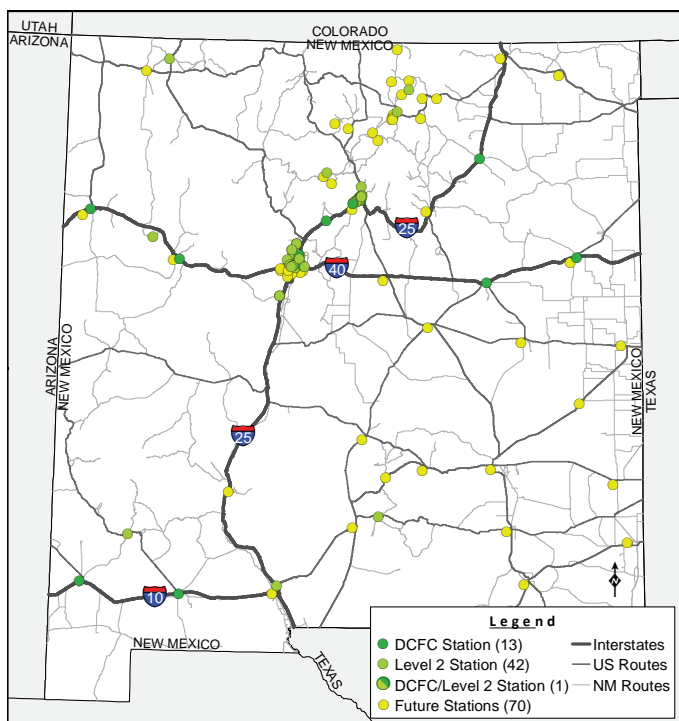 UTAH
ARIZONA
COLORADO
NEW MEXICO
25
40
ARIZONA
NEW MEXICO
NEW MEXICO
TEXAS
25
10
NEW MEXICO
TEXAS
N
Legend
DCFC Station (13)
Level 2 Station (42)
DCFC/Level 2 Station (1)
Future Stations (70)
Interstates
US Routes
NM Routes